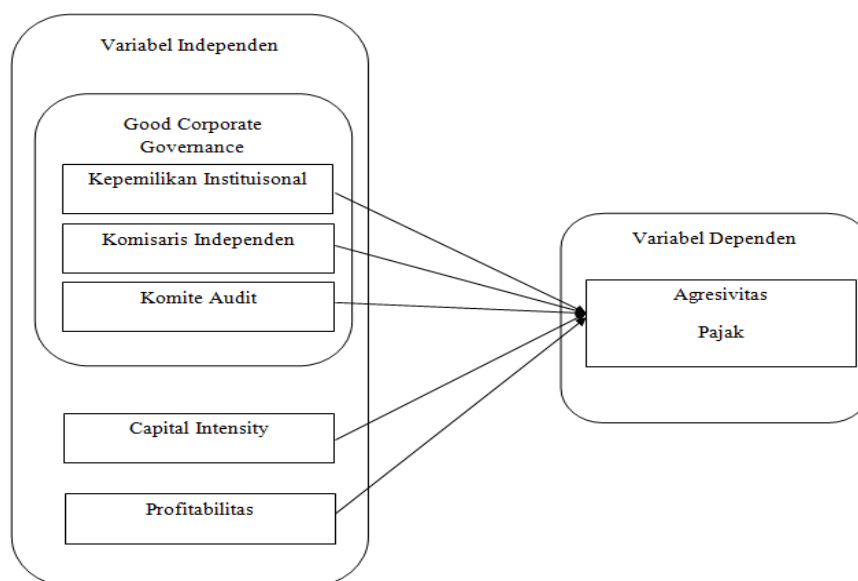 Variabel Independen
Good Corporate
Governance
Kepemilikan Instituisonal
Komisaris Independen
Komite Audit
Capital Intensity
Profitabilitas
Variabel Dependen
Agresivitas
Pajak